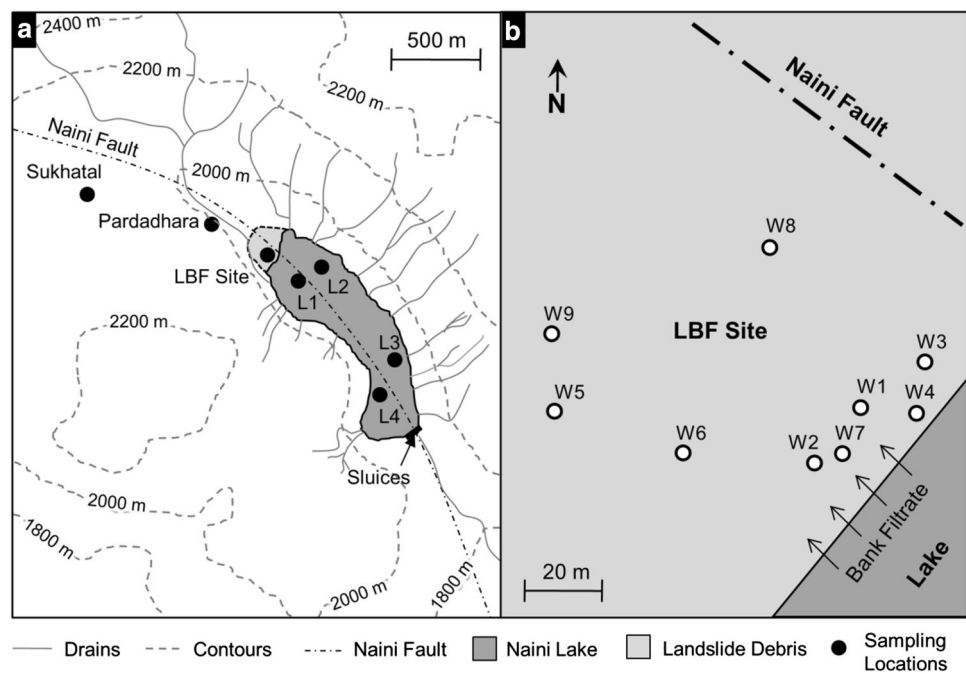 a
2400 m
500 m
2200 m
2200 m
Naini Fault
2000 m
Sukhatal
Pardadhara
LBF Site
L2
L1
2200 m
L3
L4
Sluices
2000 m
1800 m
2000 m
1800 m
b
N
Naini Fault
W8
W9
LBF Site
W3
W5
W1
W4
W6
W2
W7
Bank Filtrate
Lake
20 m
Drains
Contours
Naini Fault
Naini Lake
Landslide Debris
Sampling
Locations